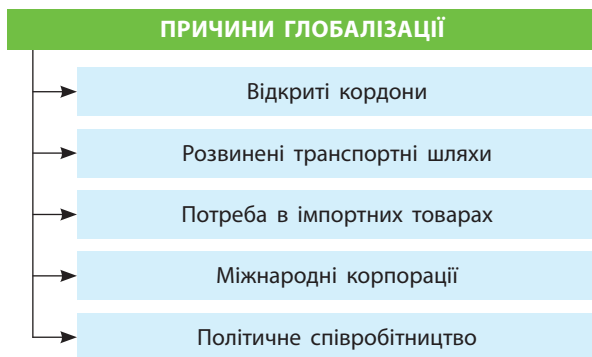 ПРИЧИНИ ГЛОБАЛІЗАЦІЇ
Відкриті кордони
Розвинені транспортні шляхи
Потреба в імпортних товарах
Міжнародні корпорації
Політичне співробітництво